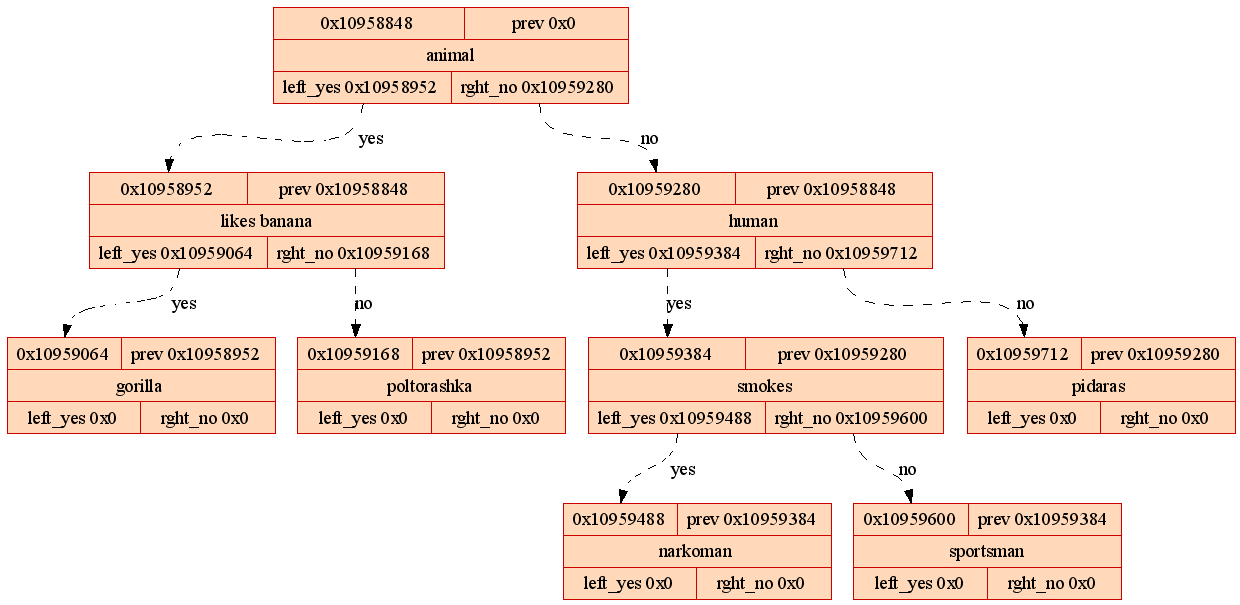 0x10958848 prev 0x0
animal
left_yes 0x10958952 rght_no 0x10959280
yes no
0x10958952 prev 0x10958848
likes banana
left_yes 0x10959064 rght_no 0x10959168
0x10959280 prev 0x10958848
human
left_yes 0x10959384 rght_no 0x10959712
yes no yes no
0x10959064 prev 0x10958952
gorilla
left_yes 0x0 rght_no 0x0
0x10959168 prev 0x10958952
poltorashka
left_yes 0x0 rght_no 0x0
0x10959384 prev 0x10959280
smokes
left_yes 0x10959488 rght_no 0x10959600
0x10959712 prev 0x10959280
pidaras
left_yes 0x0 rght_no 0x0
yes no
0x10959488 prev 0x10959384
narkoman
left_yes 0x0 rght_no 0x0
0x10959600 prev 0x10959384
sportsman
left_yes 0x0 rght_no 0x0